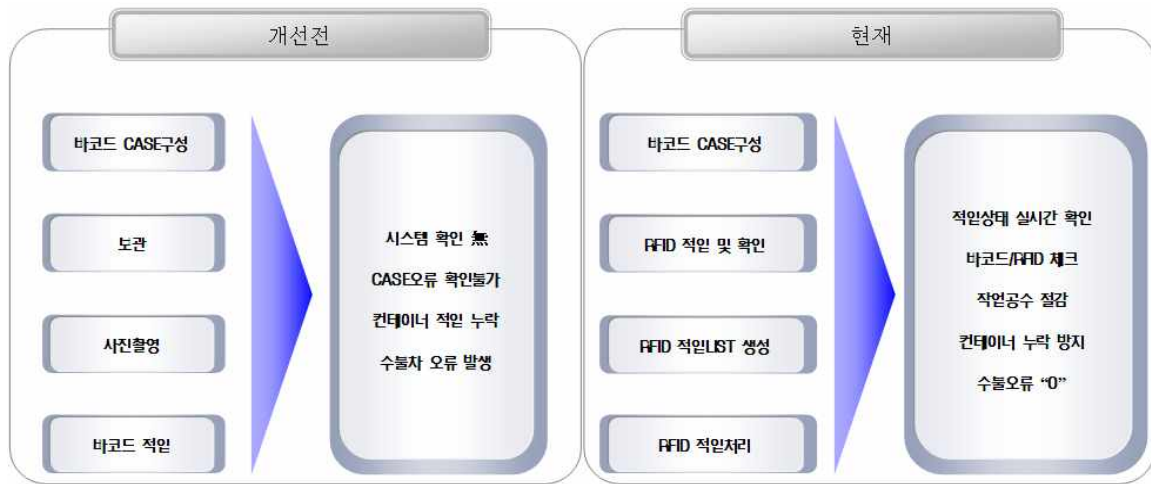 개선전
바코드 CASE구성
보관
사진촬영
바코드 적입
시스템 확인 無
CASE오류 확인불가
컨테이너 적입 누락
수불차 오류 발생
현재
바코드 CASE구성
RFID 적입 및 확인
RFID 적입LIST 생성
RFID 적입처리
적입상태 실시간 확인
바코드/RFID 체크
작업공수 절감
컨테이너 누락 방지
수불오류 “0”